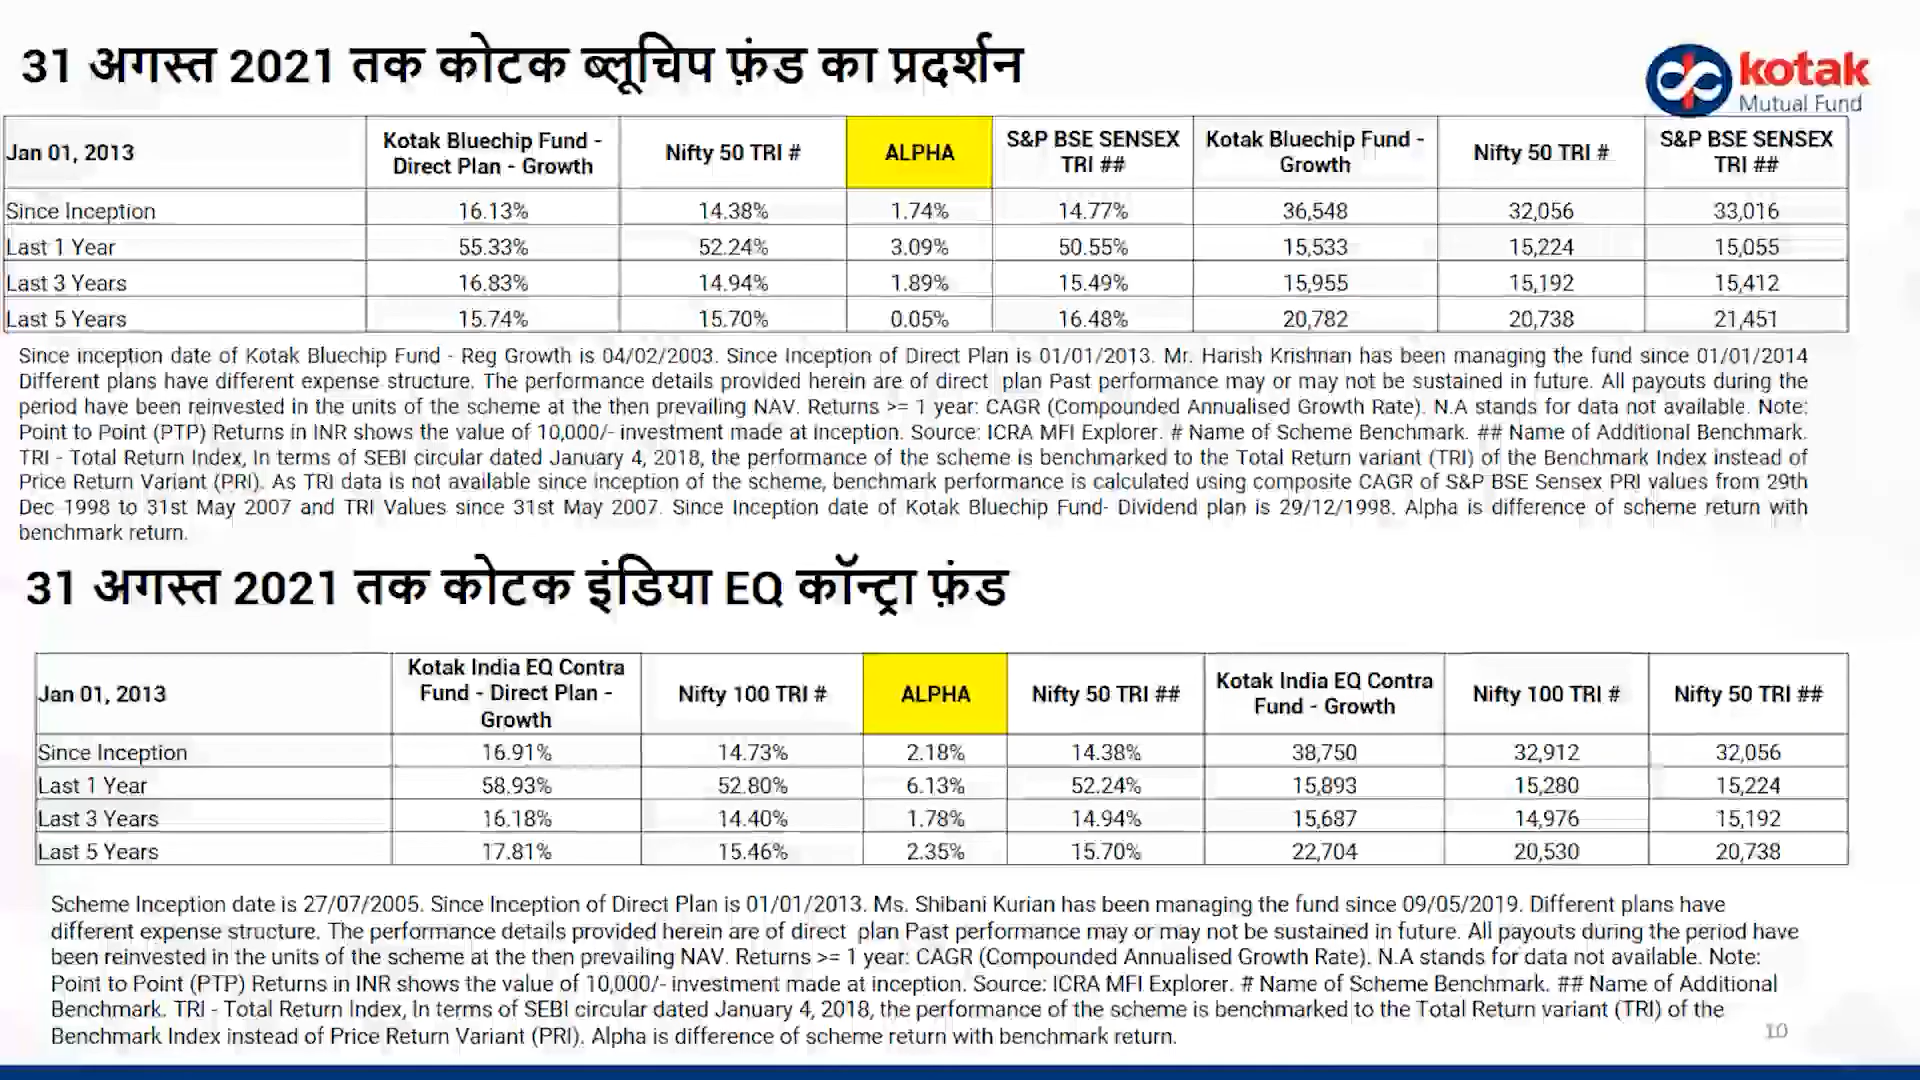 31 अगस्त 2021 तक कोटक ब्लूचिप फ़ंड का प्रदर्शन
kotak
Mutual Fund
Jan 01, 2013 Kotak Bluechip Fund - Direct Plan - Growth Nifty 50 TRI # ALPHA S&P BSE SENSEX TRI ## Kotak Bluechip Fund - Growth Nifty 50 TRI # S&P BSE SENSEX TRI ##
Since Inception 16.13% 14.38% 1.74% 14.77% 36,548 32,056 33,016
Last 1 Year 55.33% 52.24% 3.09% 50.55% 15,533 15,224 15,055
Last 3 Years 16.83% 14.94% 1.89% 15.49% 15,955 15,192 15,412
Last 5 Years 15.74% 15.70% 0.05% 16.48% 20,782 20,738 21,451
Since inception date of Kotak Bluechip Fund - Reg Growth is 04/02/2003. Since Inception of Direct Plan is 01/01/2013. Mr. Harish Krishnan has been managing the fund since 01/01/2014
Different plans have different expense structure. The performance details provided herein are of direct plan Past performance may or may not be sustained in future. All payouts during the
period have been reinvested in the units of the scheme at the then prevailing NAV. Returns >= 1 year: CAGR (Compounded Annualised Growth Rate). N.A stands for data not available. Note:
Point to Point (PTP) Returns in INR shows the value of 10,000/- investment made at inception. Source: ICRA MFI Explorer. # Name of Scheme Benchmark. ## Name of Additional Benchmark.
TRI - Total Return Index, In terms of SEBI circular dated January 4, 2018, the performance of the scheme is benchmarked to the Total Return variant (TRI) of the Benchmark Index instead of
Price Return Variant (PRI). As TRI data is not available since inception of the scheme, benchmark performance is calculated using composite CAGR of S&P BSE Sensex PRI values from 29th
Dec 1998 to 31st May 2007 and TRI Values since 31st May 2007. Since Inception date of Kotak Bluechip Fund- Dividend plan is 29/12/1998. Alpha is difference of scheme return with
benchmark return.
31 अगस्त 2021 तक कोटक इंडिया EQ कॉन्ट्रा फ़ंड
Jan 01, 2013 Kotak India EQ Contra Fund - Direct Plan - Growth Nifty 100 TRI # ALPHA Nifty 50 TRI ## Kotak India EQ Contra Fund - Growth Nifty 100 TRI # Nifty 50 TRI ##
Since Inception 16.91% 14.73% 2.18% 14.38% 38,750 32,912 32,056
Last 1 Year 58.93% 52.80% 6.13% 52.24% 15,893 15,280 15,224
Last 3 Years 16.18% 14.40% 1.78% 14.94% 15,687 14,976 15,192
Last 5 Years 17.81% 15.46% 2.35% 15.70% 22,704 20,530 20,738
Scheme Inception date is 27/07/2005. Since Inception of Direct Plan is 01/01/2013. Ms. Shibani Kurian has been managing the fund since 09/05/2019. Different plans have
different expense structure. The performance details provided herein are of direct plan Past performance may or may not be sustained in future. All payouts during the period have
been reinvested in the units of the scheme at the then prevailing NAV. Returns >= 1 year: CAGR (Compounded Annualised Growth Rate). N.A stands for data not available. Note:
Point to Point (PTP) Returns in INR shows the value of 10,000/- investment made at inception. Source: ICRA MFI Explorer. # Name of Scheme Benchmark. ## Name of Additional
Benchmark. TRI - Total Return Index, In terms of SEBI circular dated January 4, 2018, the performance of the scheme is benchmarked to the Total Return variant (TRI) of the
Benchmark Index instead of Price Return Variant (PRI). Alpha is difference of scheme return with benchmark return.
10